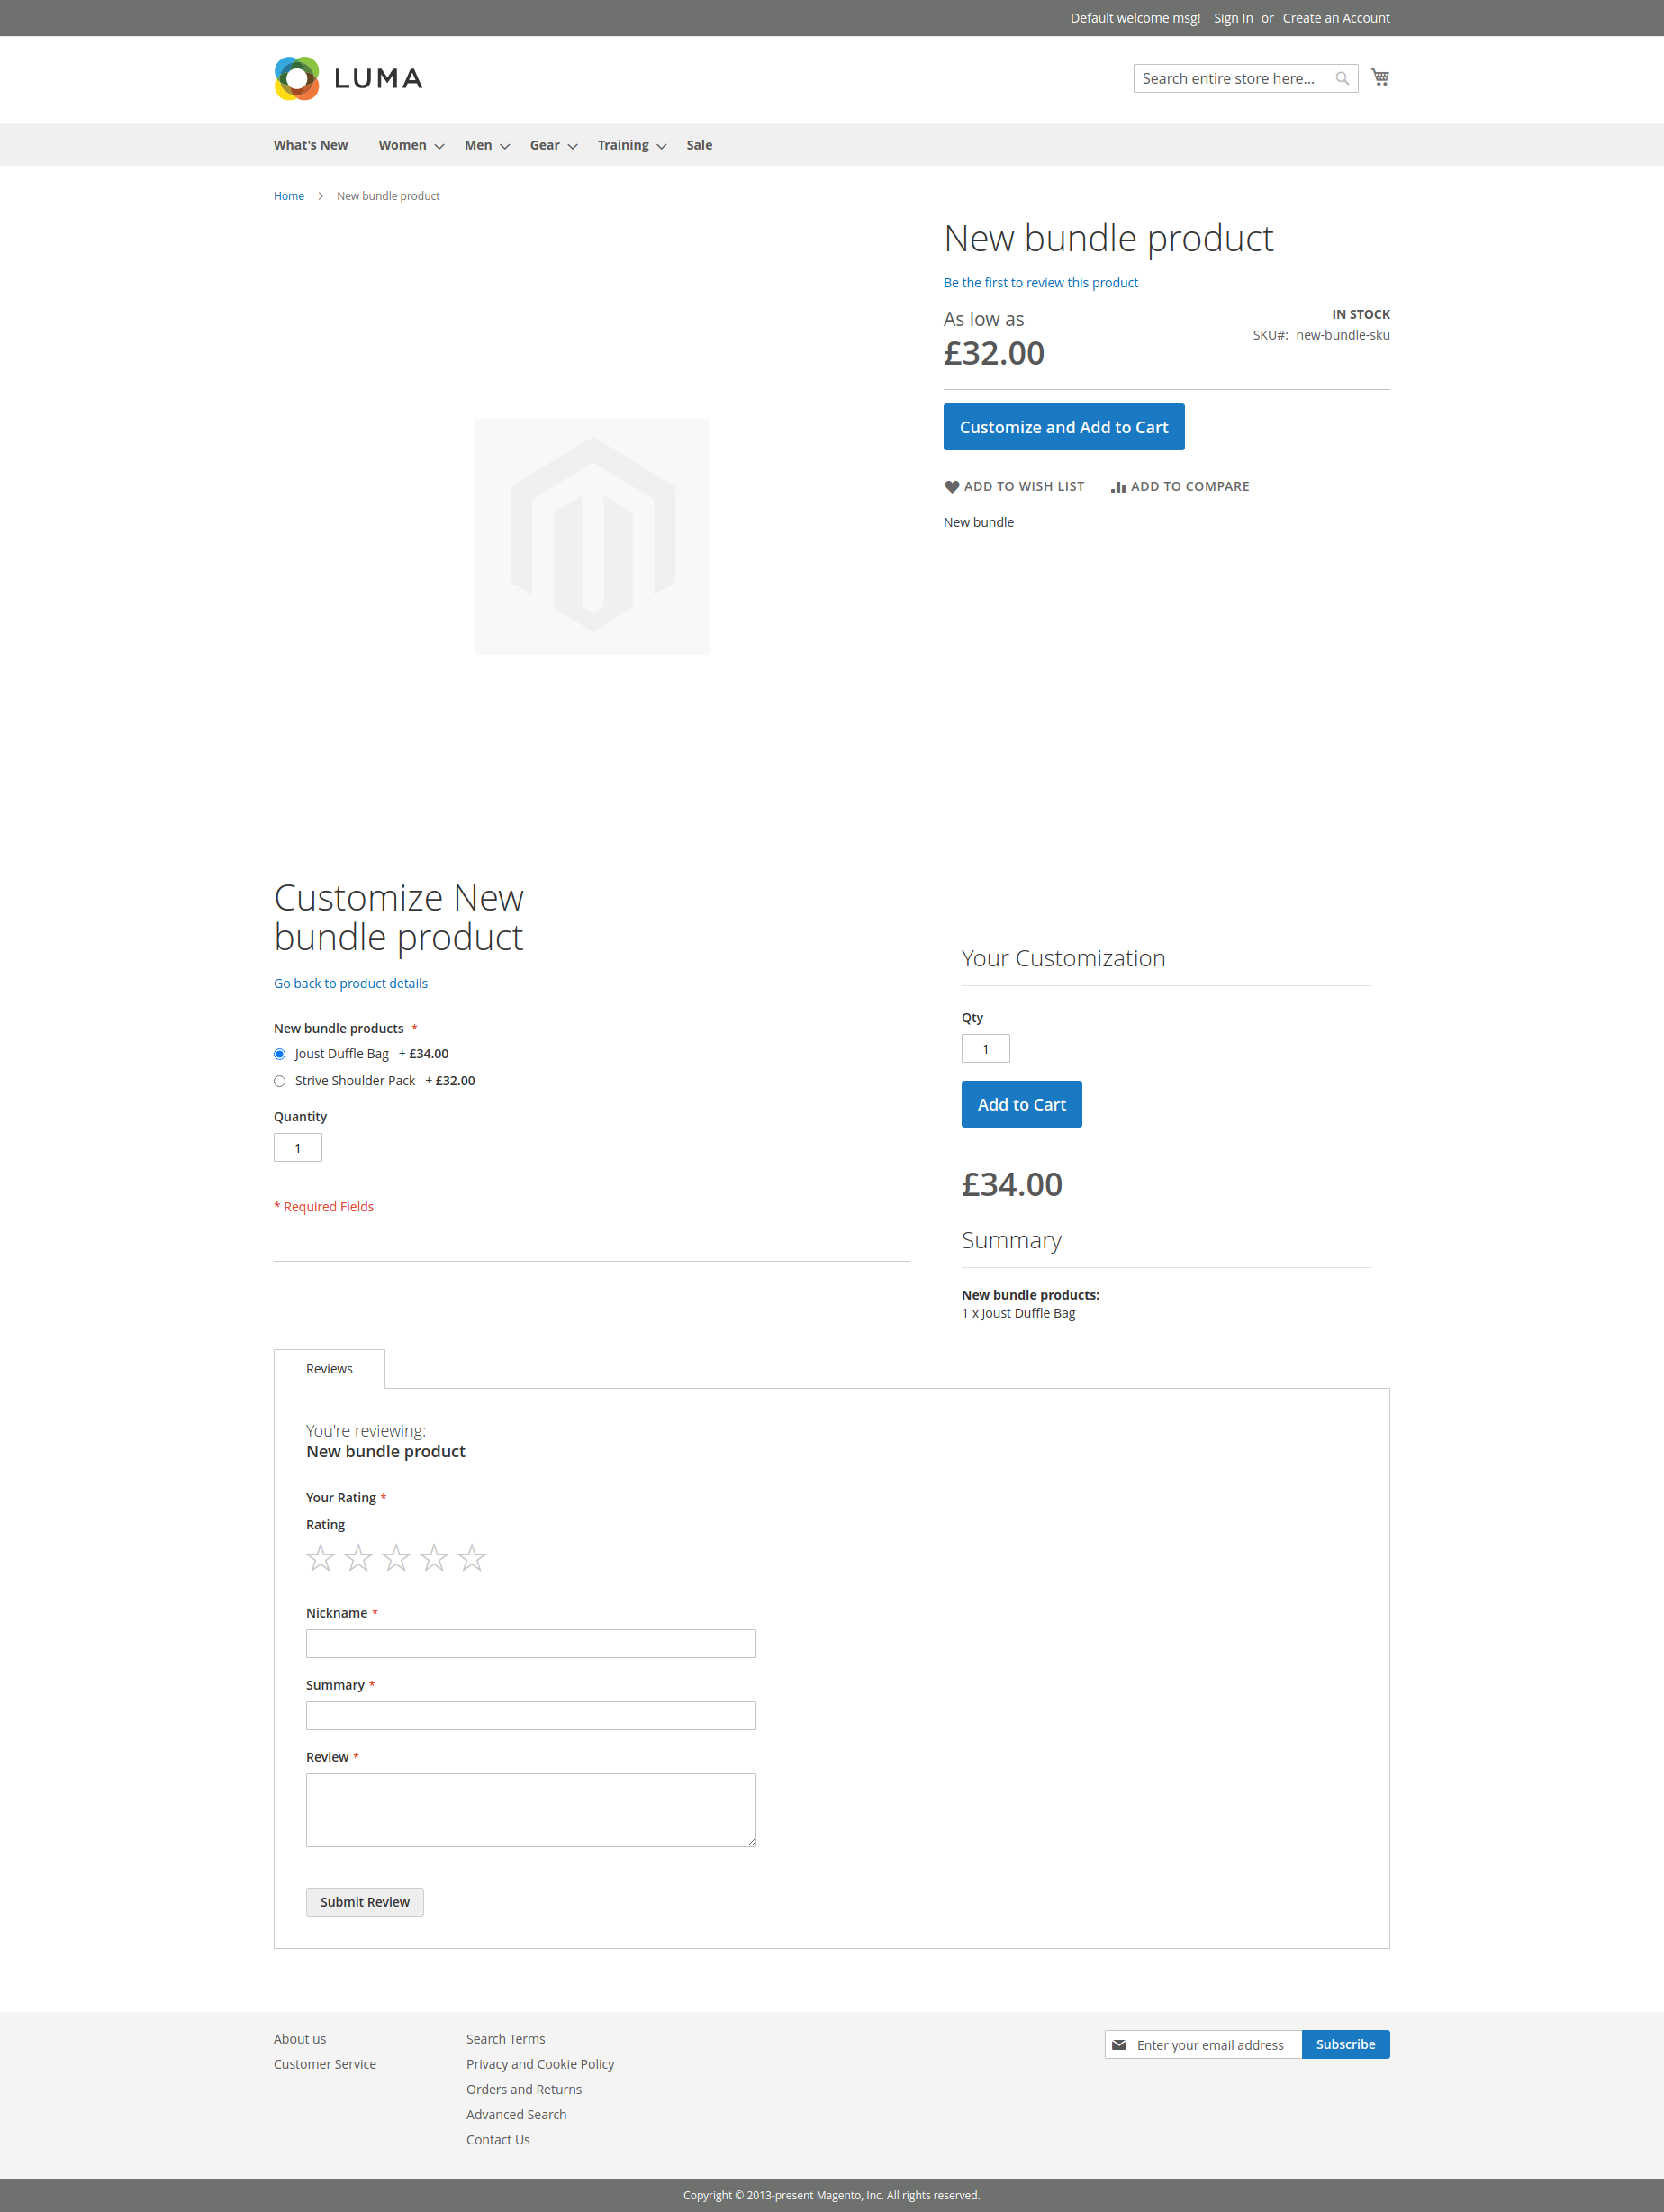 Default welcome msg! Sign In or Create an Account
LUMA
Search entire store here...
What's New Women Men Gear Training Sale
Home > New bundle product
New bundle product
Be the first to review this product
As low as
£32.00
IN STOCK
SKU#: new-bundle-sku
Customize and Add to Cart
ADD TO WISH LIST ADD TO COMPARE
New bundle
Customize New
bundle product
Go back to product details
New bundle products *
Joust Duffle Bag + £34.00
Strive Shoulder Pack + £32.00
Quantity
1
* Required Fields
Your Customization
Qty
1
Add to Cart
£34.00
Summary
New bundle products:
1 x Joust Duffle Bag
Reviews
You're reviewing:
New bundle product
Your Rating *
Rating
Nickname *
Summary *
Review *
Submit Review
About us
Customer Service
Search Terms
Privacy and Cookie Policy
Orders and Returns
Advanced Search
Contact Us
Enter your email address
Subscribe
Copyright © 2013-present Magento, Inc. All rights reserved.